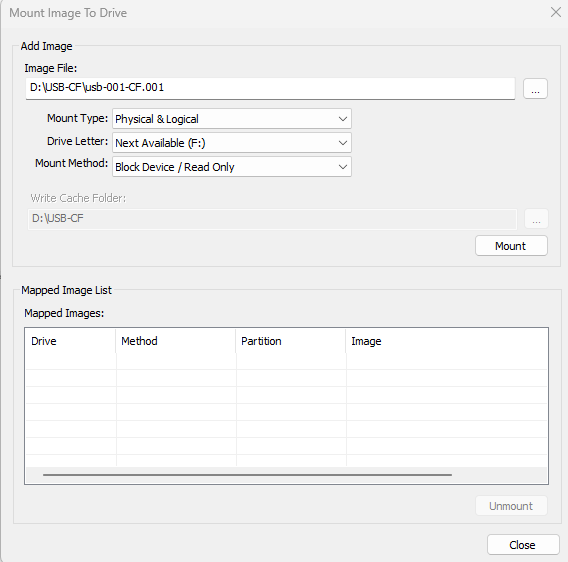 Mount Image To Drive
Add Image
Image File:
D:\USB-CF\usb-001-CF.001
...
Mount Type: Physical & Logical
Drive Letter: Next Available (F:)
Mount Method: Block Device / Read Only
Write Cache Folder:
D:\USB-CF
...
Mount
Mapped Image List
Mapped Images:
Drive Method Partition Image
Unmount
Close